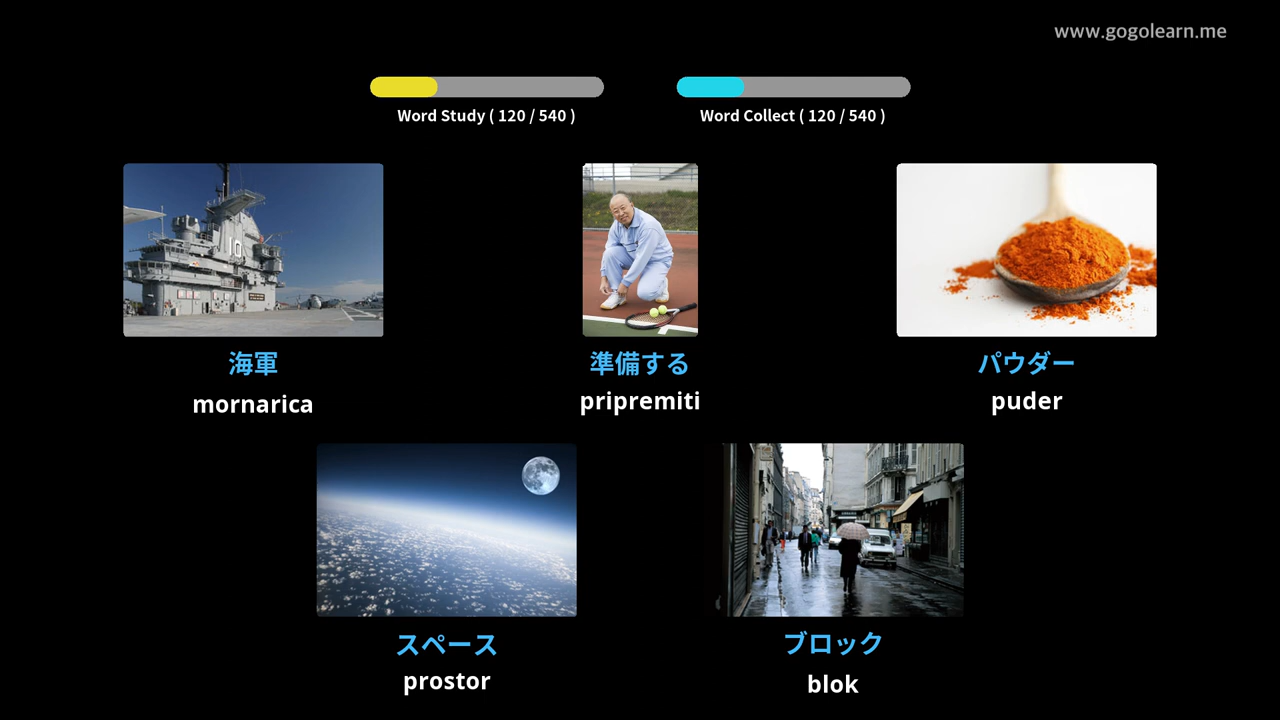 www.gogolearn.me
Word Study ( 120 / 540 )
Word Collect ( 120 / 540 )
10
海軍
準備する
パウダー
mornarica
pripremiti
puder
スペース
ブロック
prostor
blok